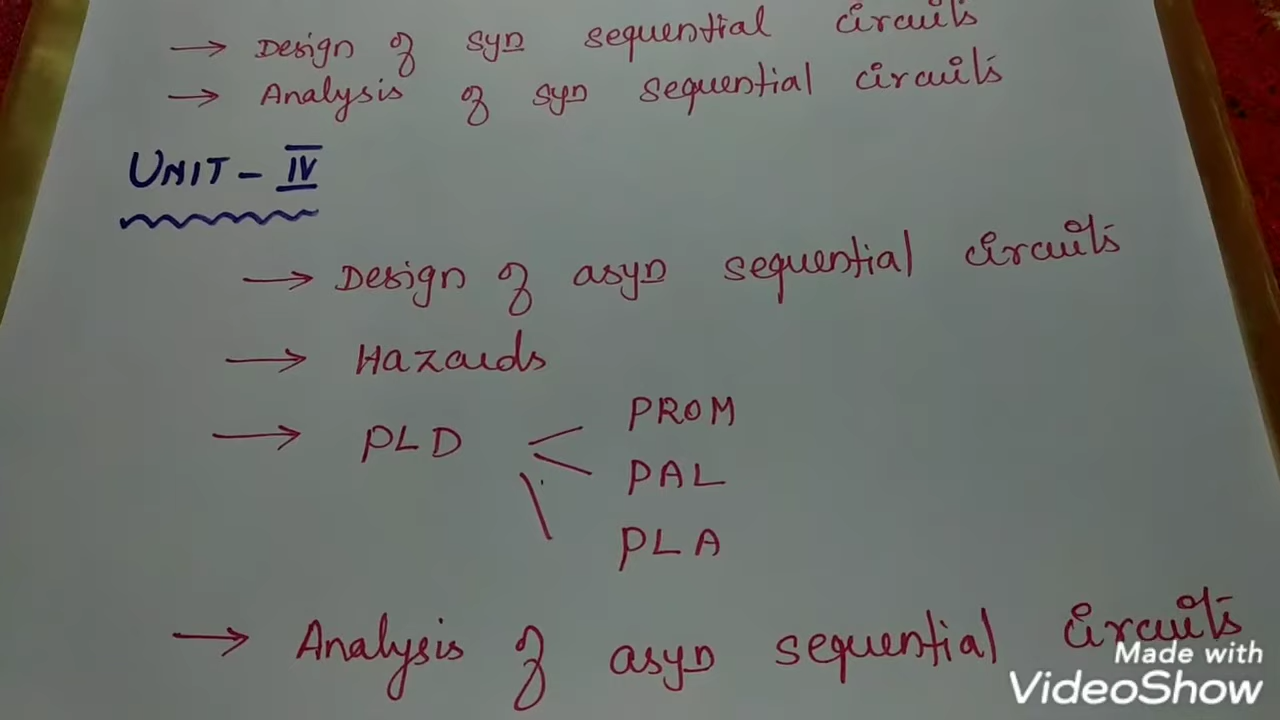 → Design of syn sequential circuits
→ Analysis of syn sequential circuits
UNIT - IV
→ Design of asyn sequential circuits
→ Hazards
→ PLD
PROM
PAL
PLA
→ Analysis of asyn sequential circuits
Made with
VideoShow